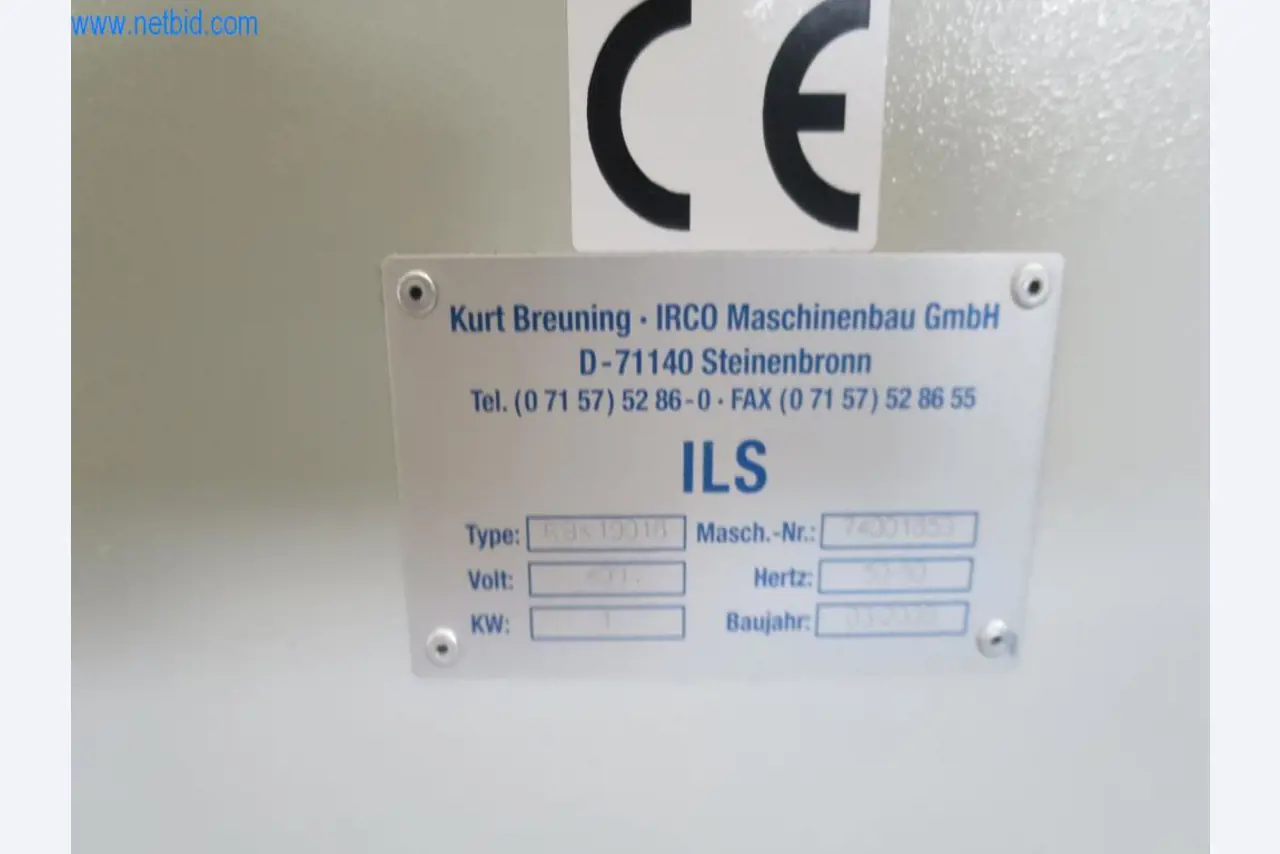 www.netbid.com
CE
Kurt Breuning · IRCO Maschinenbau GmbH
D-71140 Steinenbronn
Tel. (0 71 57) 52 86-0 · FAX (0 71 57) 52 86 55
ILS
Type: Masch.-Nr.:
Volt: Hertz:
KW: Baujahr: